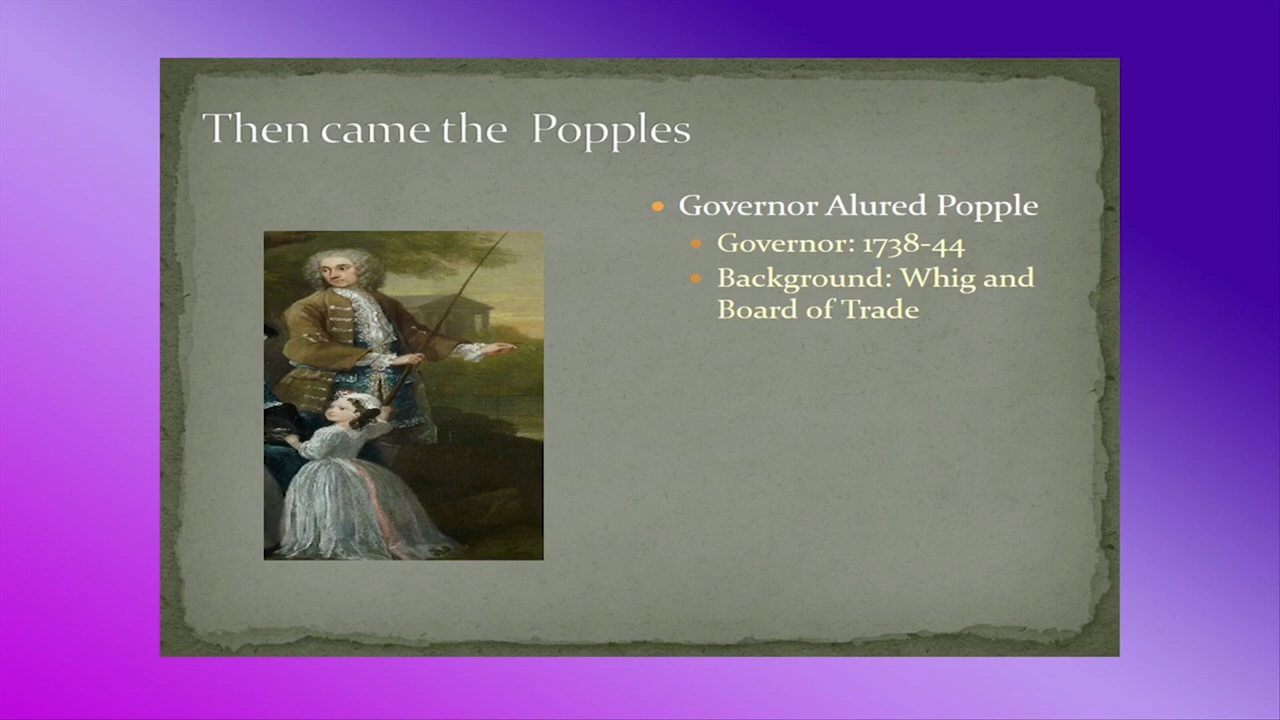 Then came the Popples
Governor Alured Popple
Governor: 1738-44
Background: Whig and
Board of Trade